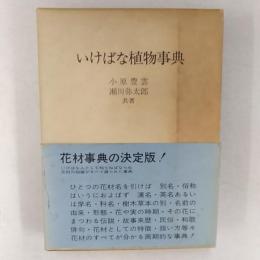 いけばな植物事典
小原豊雲
瀬川弥太郎
共著
花材事典の決定版！
ひとつの花材名を引けば 別名・俗称
はいうにおよばず 漢名・英名あるい
は学名・科名・樹木草本の別・名前の
由来・形態・花や実の時期・その花に
まつわる伝説・故事来歴・民俗・和歌
俳句・花材としての特徴・扱い方等々
花材のすべてが分かる画期的な事典！